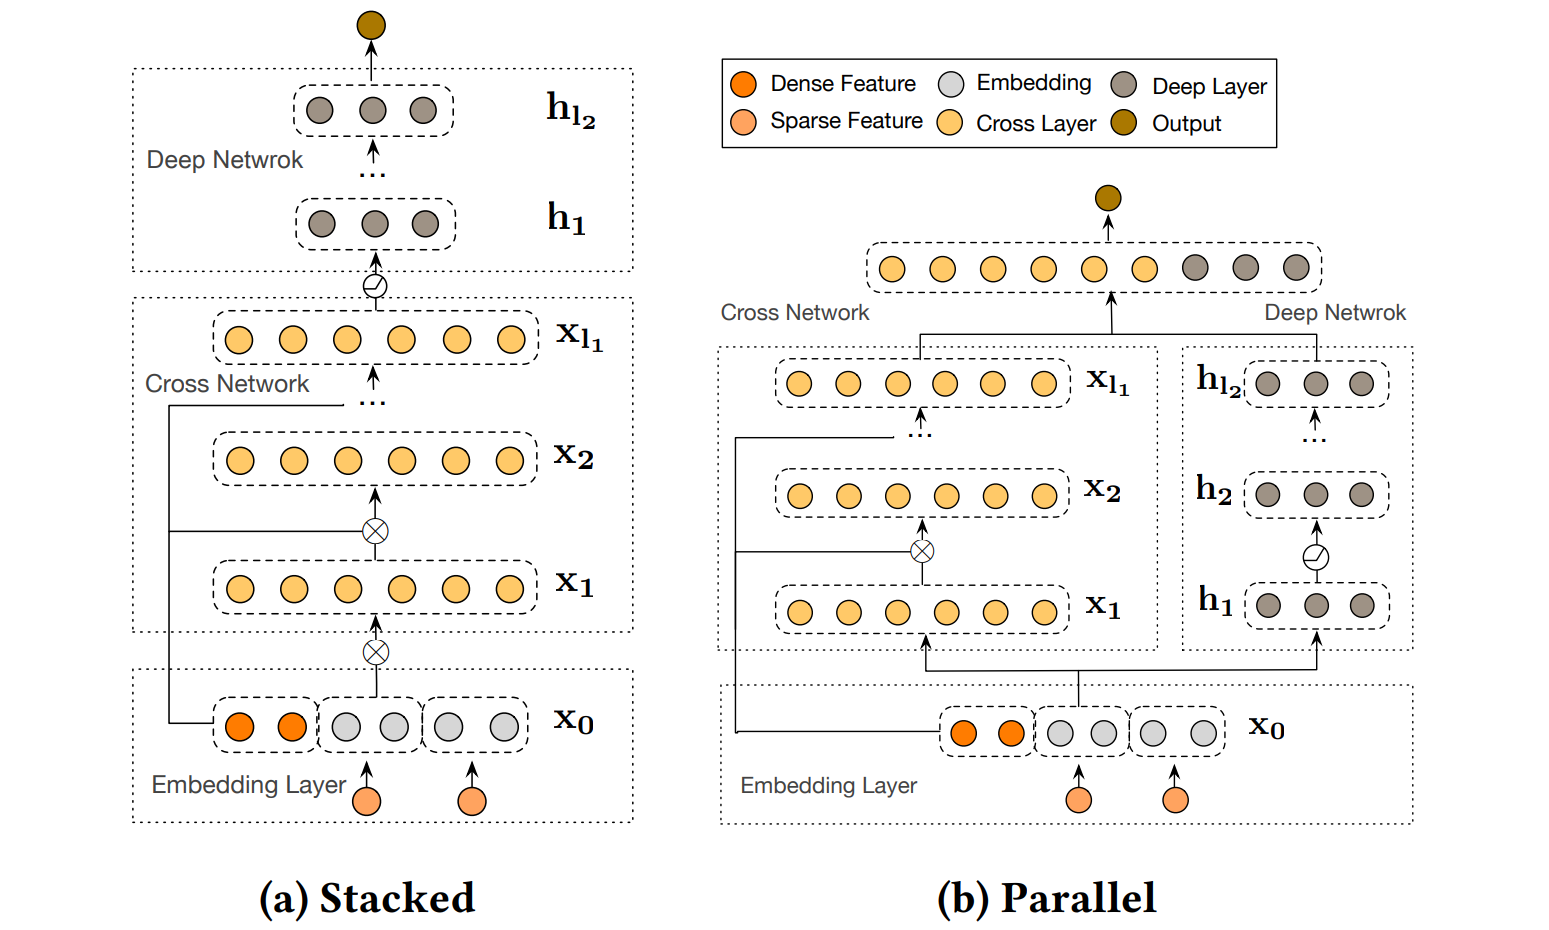 h_{l_2}
Deep Netwrok
...
h_1
x_{l_1}
Cross Network
...
x_2
x_1
x_0
Embedding Layer
(a) Stacked
Dense Feature Embedding Deep Layer
Sparse Feature Cross Layer Output
Cross Network Deep Netwrok
x_{l_1} h_{l_2}
... ...
x_2 h_2
x_1 h_1
x_0
Embedding Layer
(b) Parallel